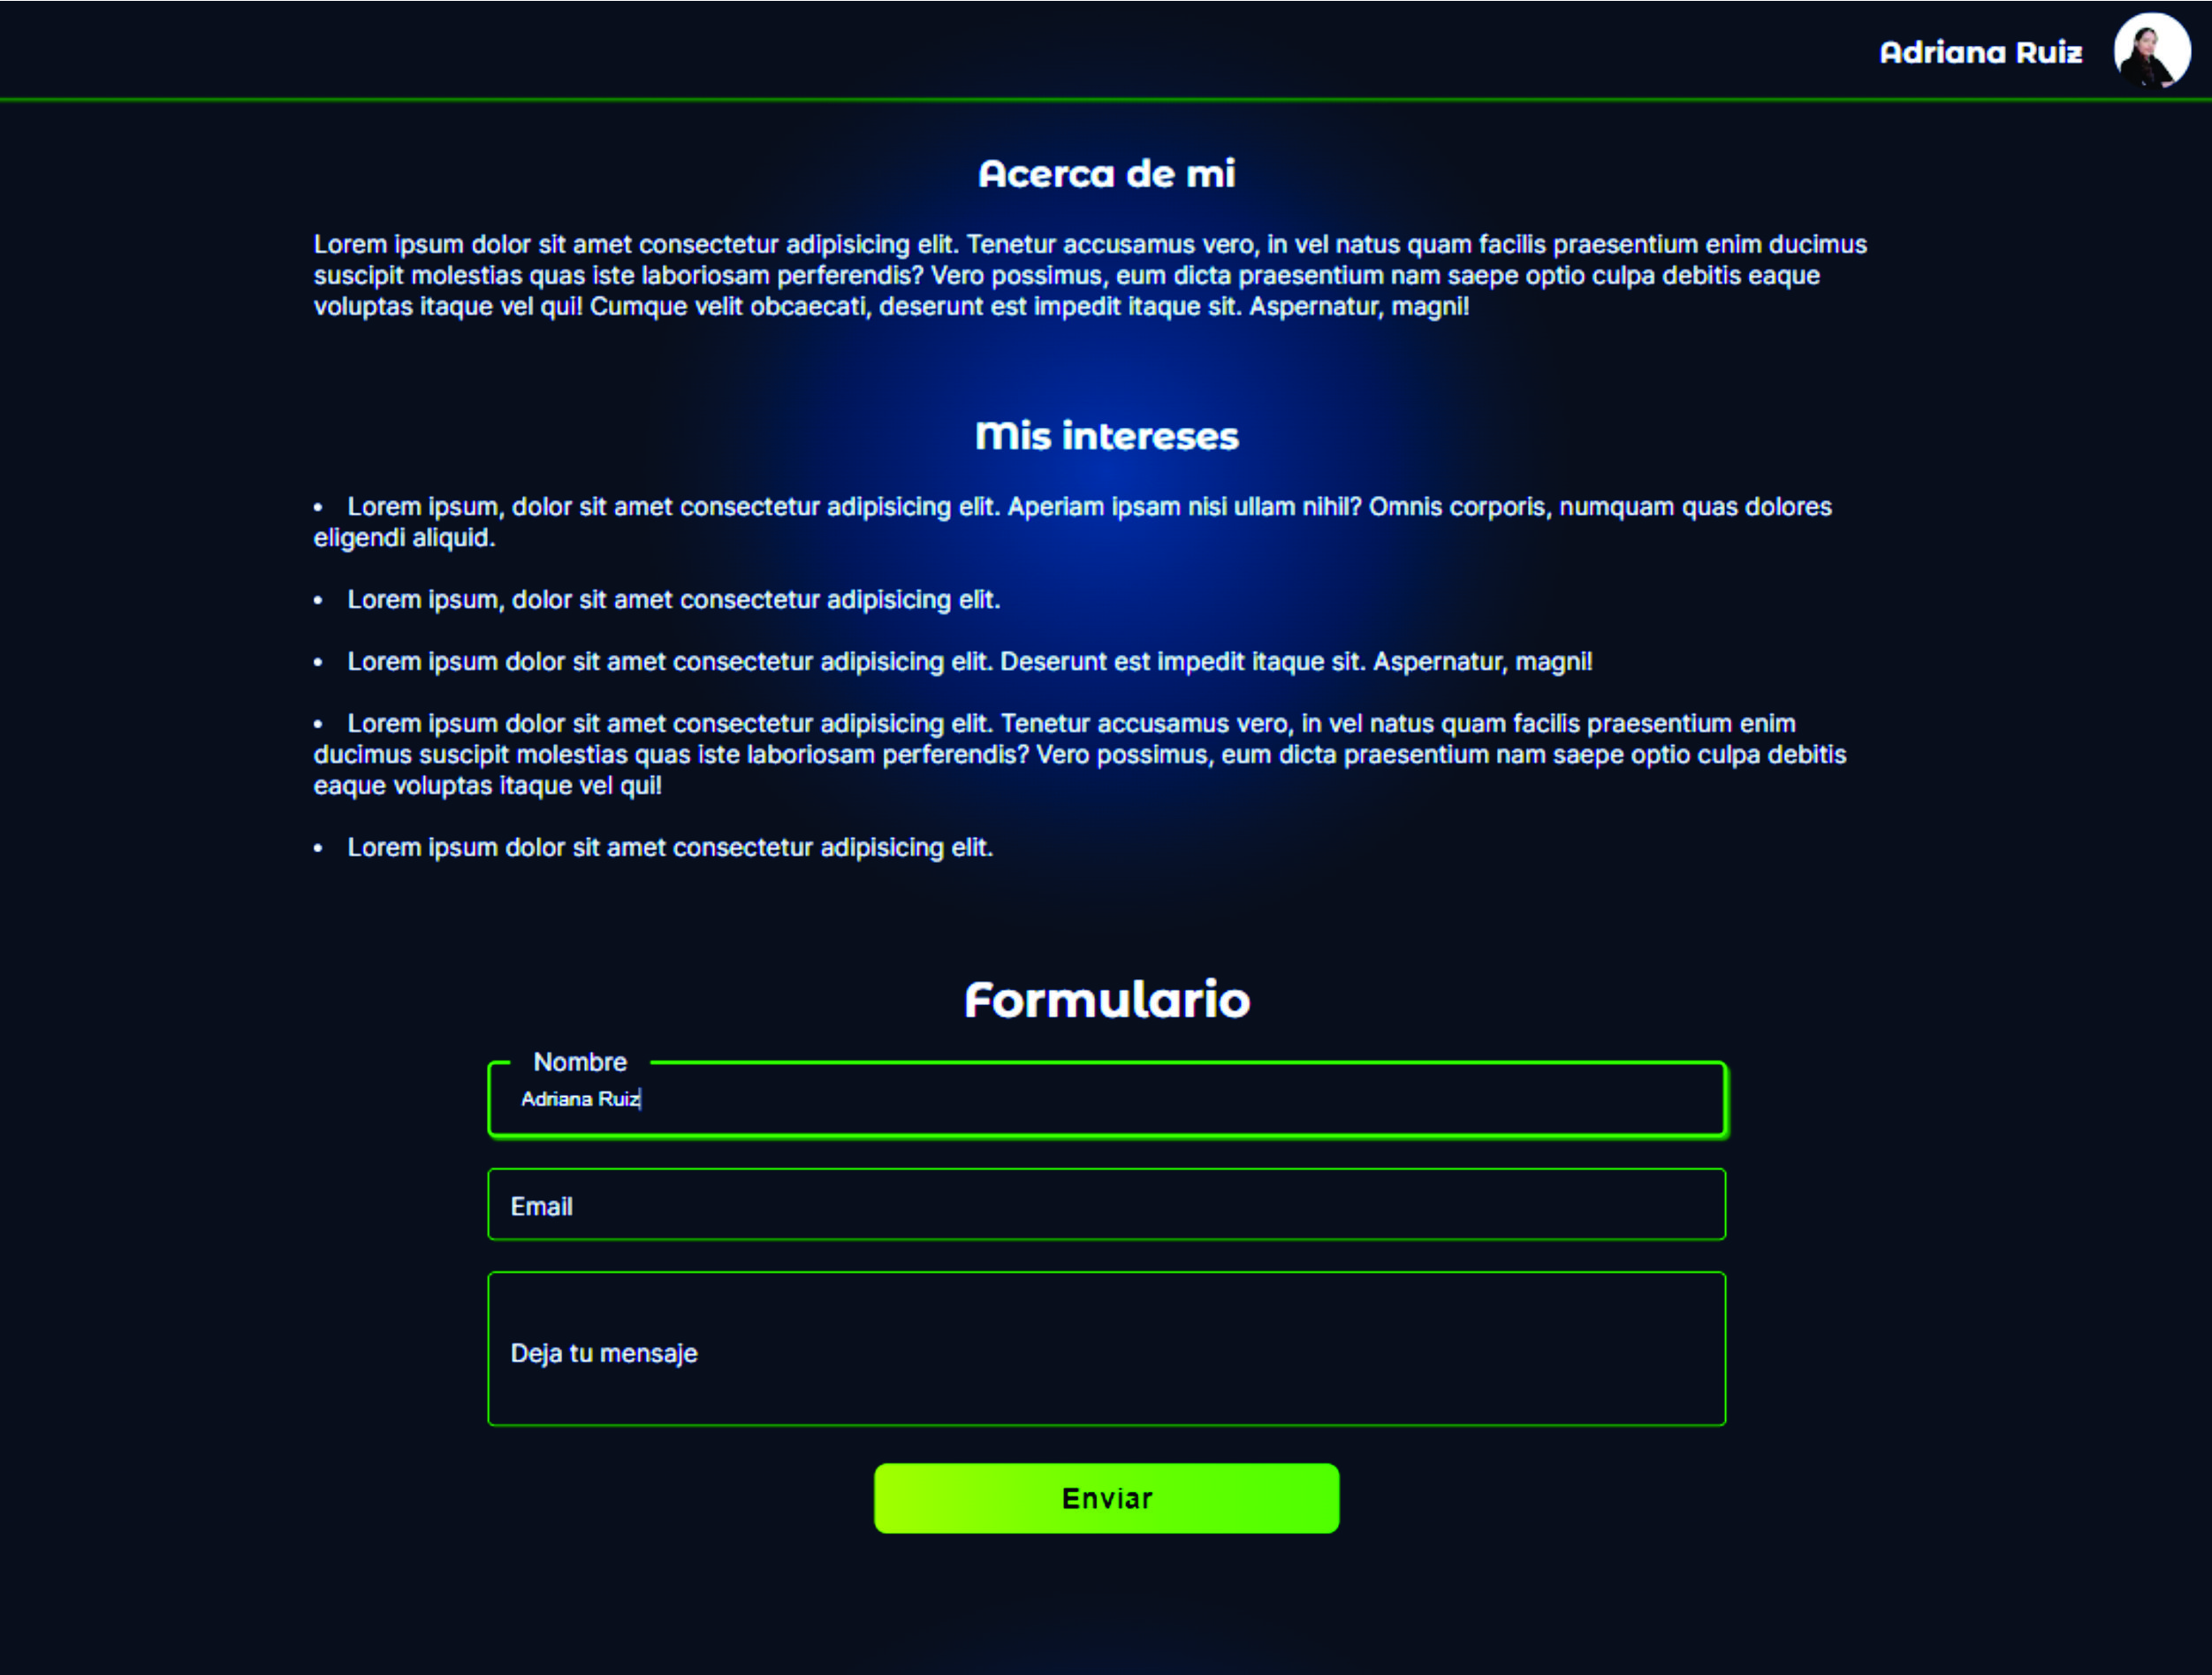 Adriana Ruiz
Acerca de mi
Lorem ipsum dolor sit amet consectetur adipisicing elit. Tenetur accusamus vero, in vel natus quam facilis praesentium enim ducimus
suscipit molestias quas iste laboriosam perferendis? Vero possimus, eum dicta praesentium nam saepe optio culpa debitis eaque
voluptas itaque vel qui! Cumque velit obcaecati, deserunt est impedit itaque sit. Aspernatur, magni!
Mis intereses
• Lorem ipsum, dolor sit amet consectetur adipisicing elit. Aperiam ipsam nisi ullam nihil? Omnis corporis, numquam quas dolores
eligendi aliquid.
• Lorem ipsum, dolor sit amet consectetur adipisicing elit.
• Lorem ipsum dolor sit amet consectetur adipisicing elit. Deserunt est impedit itaque sit. Aspernatur, magni!
• Lorem ipsum dolor sit amet consectetur adipisicing elit. Tenetur accusamus vero, in vel natus quam facilis praesentium enim
ducimus suscipit molestias quas iste laboriosam perferendis? Vero possimus, eum dicta praesentium nam saepe optio culpa debitis
eaque voluptas itaque vel qui!
• Lorem ipsum dolor sit amet consectetur adipisicing elit.
Formulario
Nombre
Adriana Ruiz
Email
Deja tu mensaje
Enviar